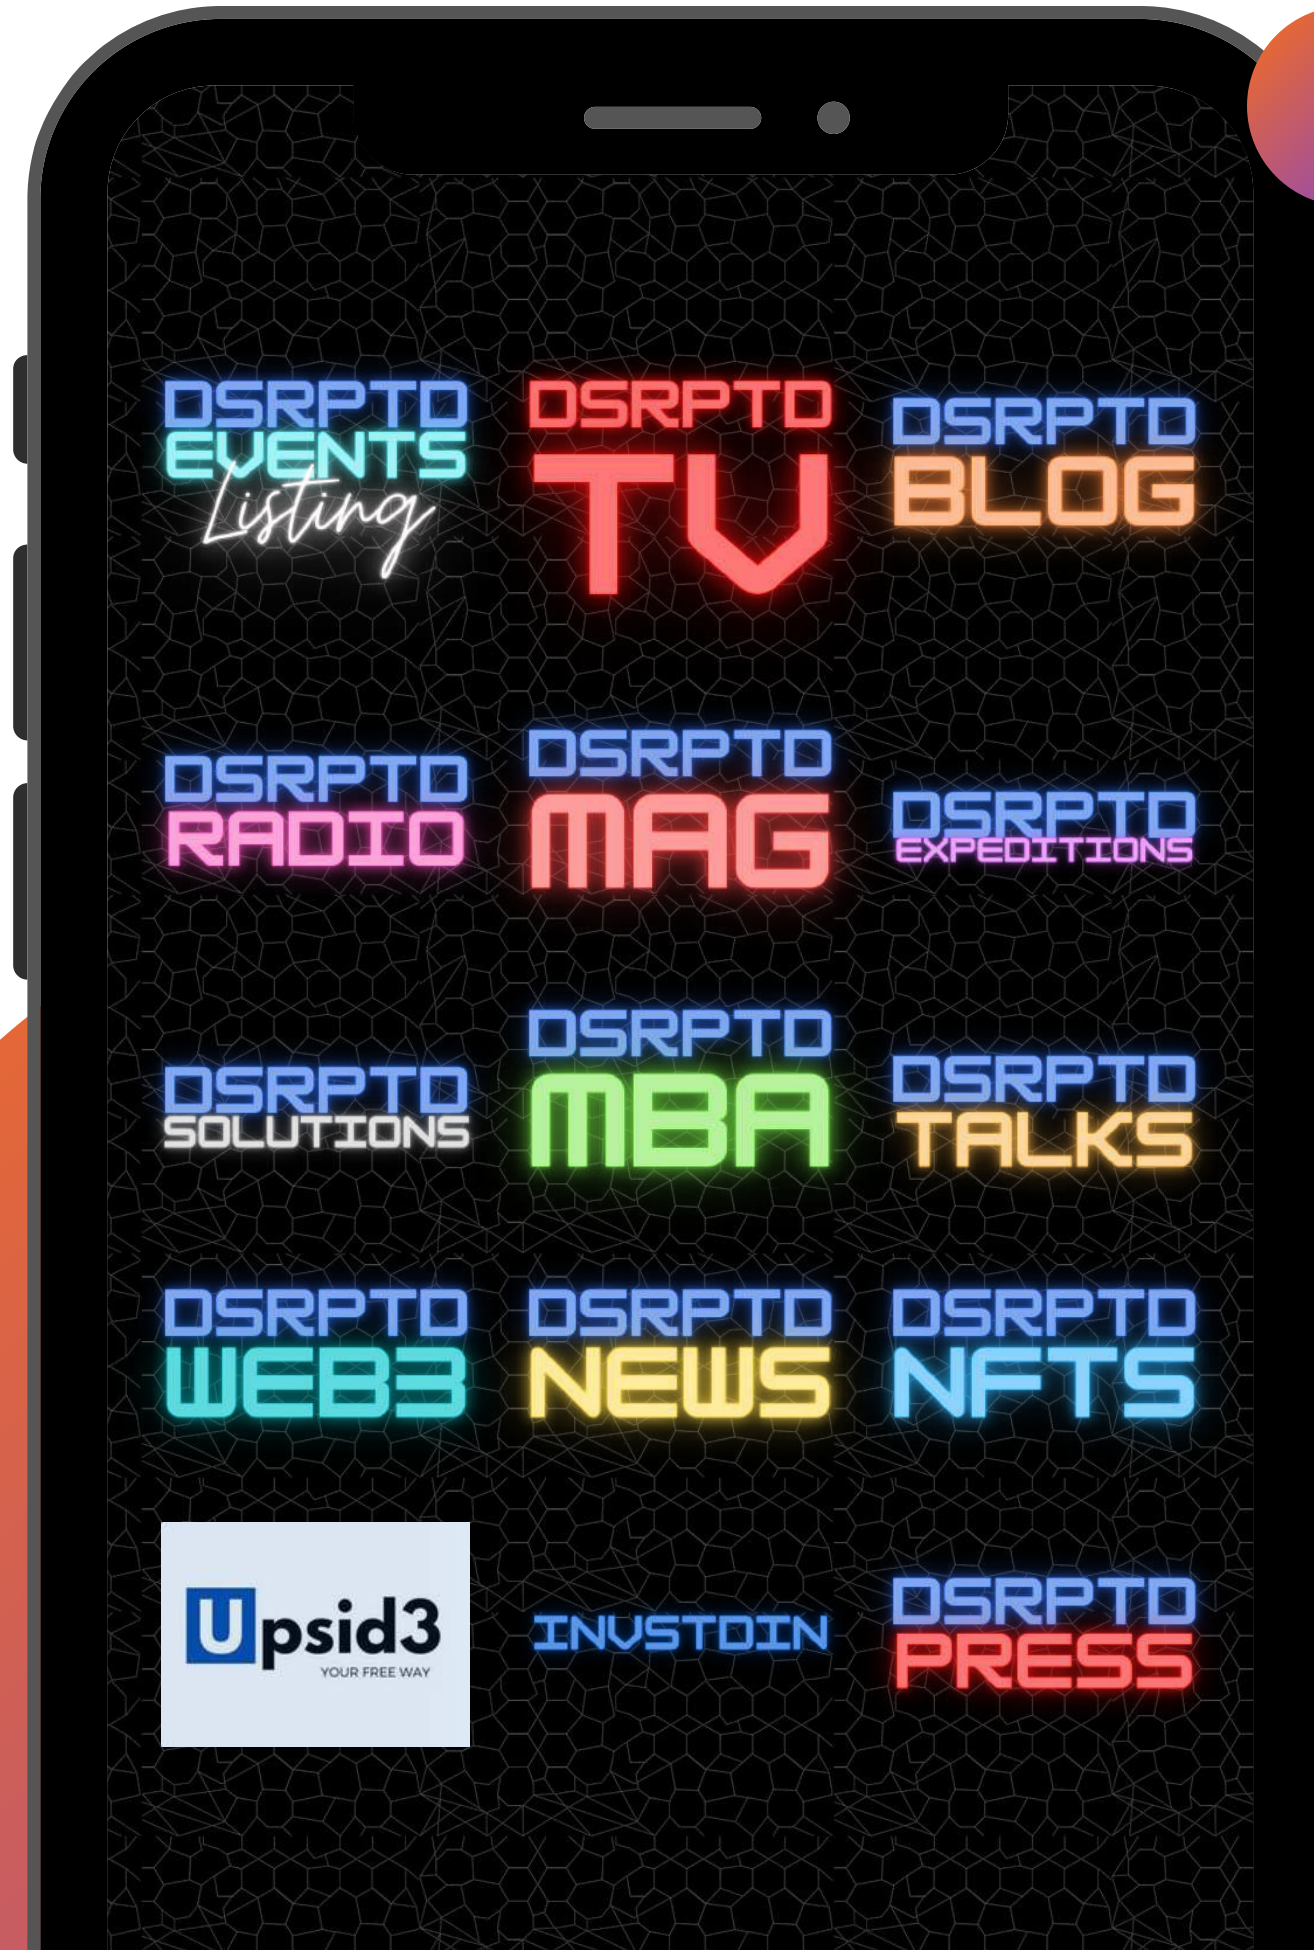 DSRPTD
EVENTS
Listing
DSRPTD
TV
DSRPTD
BLOG
DSRPTD
RADIO
DSRPTD
MAG
DSRPTD
EXPEDITIONS
DSRPTD
SOLUTIONS
DSRPTD
MBA
DSRPTD
TALKS
DSRPTD
WEB3
DSRPTD
NEWS
DSRPTD
NFTS
Upsid3
YOUR FREE WAY
INVSTDIN
DSRPTD
PRESS